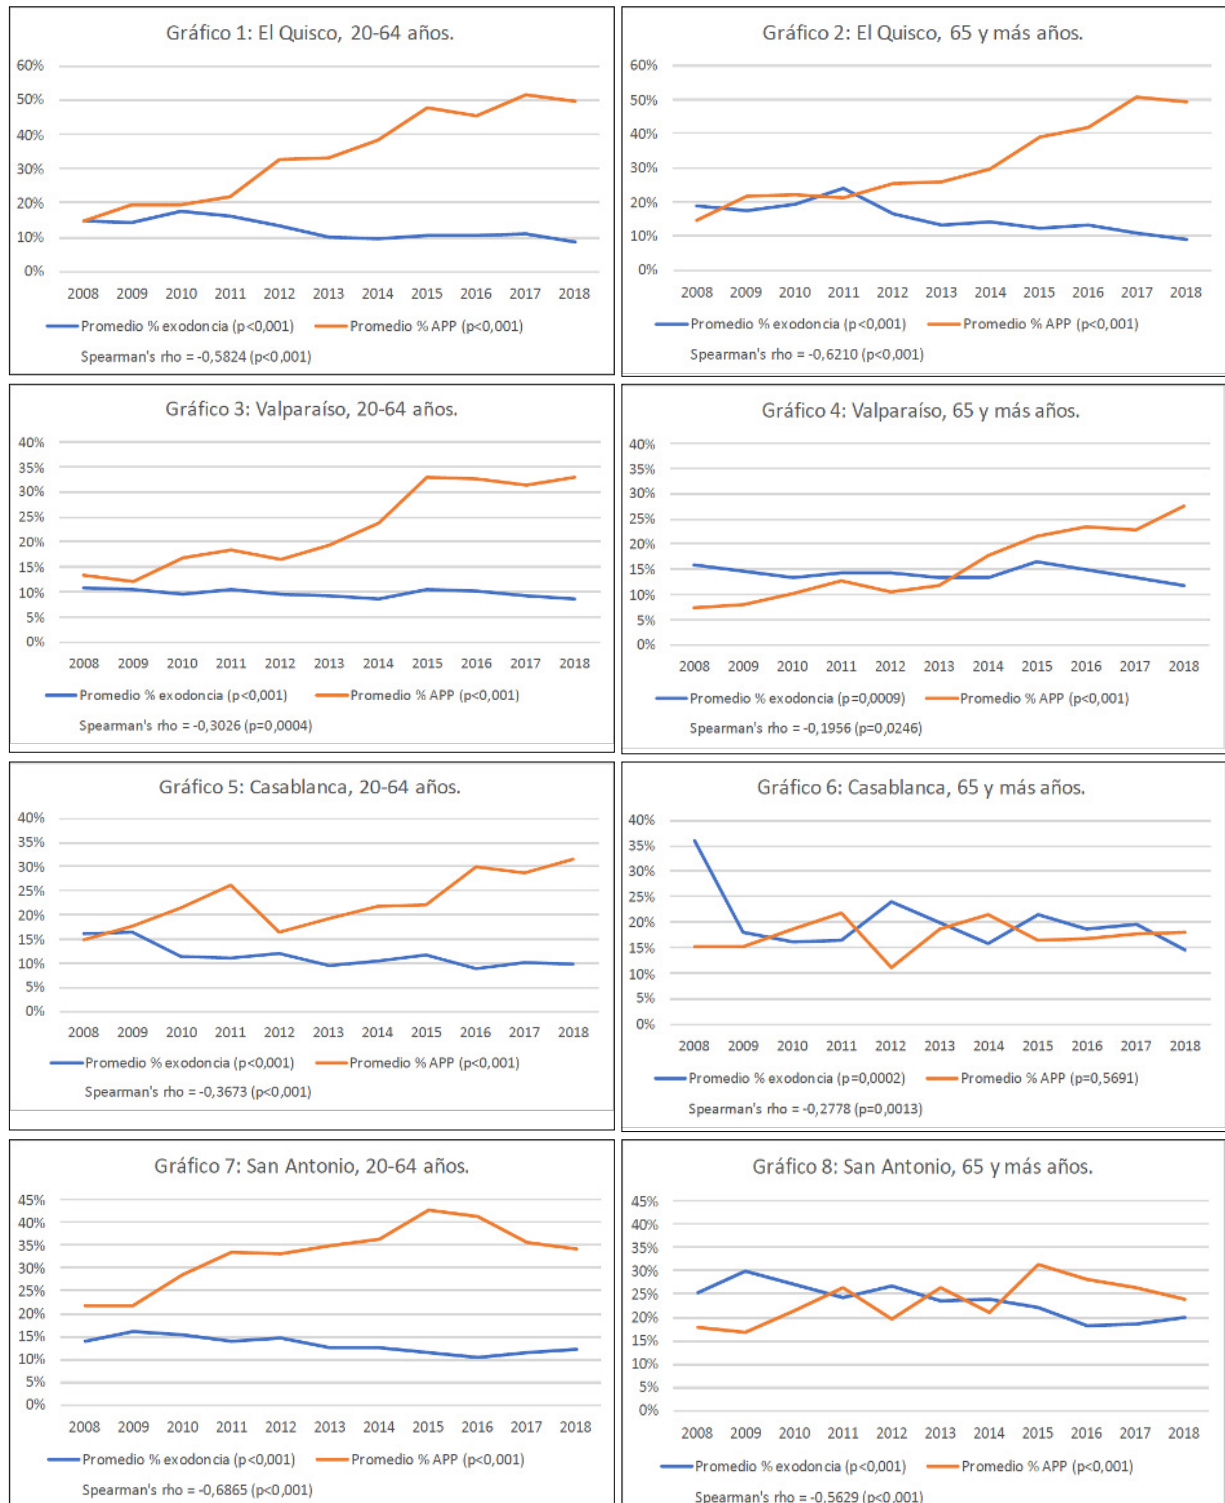 Gráfico 1: El Quisco, 20-64 años.
60%
50%
40%
30%
20%
10%
0%
2008 2009 2010 2011 2012 2013 2014 2015 2016 2017 2018
Promedio % exodoncia (p<0,001) Promedio % APP (p<0,001)
Spearman's rho = -0,5824 (p<0,001)
Gráfico 2: El Quisco, 65 y más años.
60%
50%
40%
30%
20%
10%
0%
2008 2009 2010 2011 2012 2013 2014 2015 2016 2017 2018
Promedio % exodoncia (p<0,001) Promedio % APP (p<0,001)
Spearman's rho = -0,6210 (p<0,001)
Gráfico 3: Valparaíso, 20-64 años.
40%
35%
30%
25%
20%
15%
10%
5%
0%
2008 2009 2010 2011 2012 2013 2014 2015 2016 2017 2018
Promedio % exodoncia (p<0,001) Promedio % APP (p<0,001)
Spearman's rho = -0,3026 (p=0,0004)
Gráfico 4: Valparaíso, 65 y más años.
40%
35%
30%
25%
20%
15%
10%
5%
0%
2008 2009 2010 2011 2012 2013 2014 2015 2016 2017 2018
Promedio % exodoncia (p=0,0009) Promedio % APP (p<0,001)
Spearman's rho = -0,1956 (p=0,0246)
Gráfico 5: Casablanca, 20-64 años.
40%
35%
30%
25%
20%
15%
10%
5%
0%
2008 2009 2010 2011 2012 2013 2014 2015 2016 2017 2018
Promedio % exodoncia (p<0,001) Promedio % APP (p<0,001)
Spearman's rho = -0,3673 (p<0,001)
Gráfico 6: Casablanca, 65 y más años.
40%
35%
30%
25%
20%
15%
10%
5%
0%
2008 2009 2010 2011 2012 2013 2014 2015 2016 2017 2018
Promedio % exodoncia (p=0,0002) Promedio % APP (p=0,5691)
Spearman's rho = -0,2778 (p=0,0013)
Gráfico 7: San Antonio, 20-64 años.
45%
40%
35%
30%
25%
20%
15%
10%
5%
0%
2008 2009 2010 2011 2012 2013 2014 2015 2016 2017 2018
Promedio % exodoncia (p<0,001) Promedio % APP (p<0,001)
Spearman's rho = -0,6865 (p<0,001)
Gráfico 8: San Antonio, 65 y más años.
45%
40%
35%
30%
25%
20%
15%
10%
5%
0%
2008 2009 2010 2011 2012 2013 2014 2015 2016 2017 2018
Promedio % exodoncia (p<0,001) Promedio % APP (p<0,001)
Spearman's rho = -0,5629 (p<0,001)